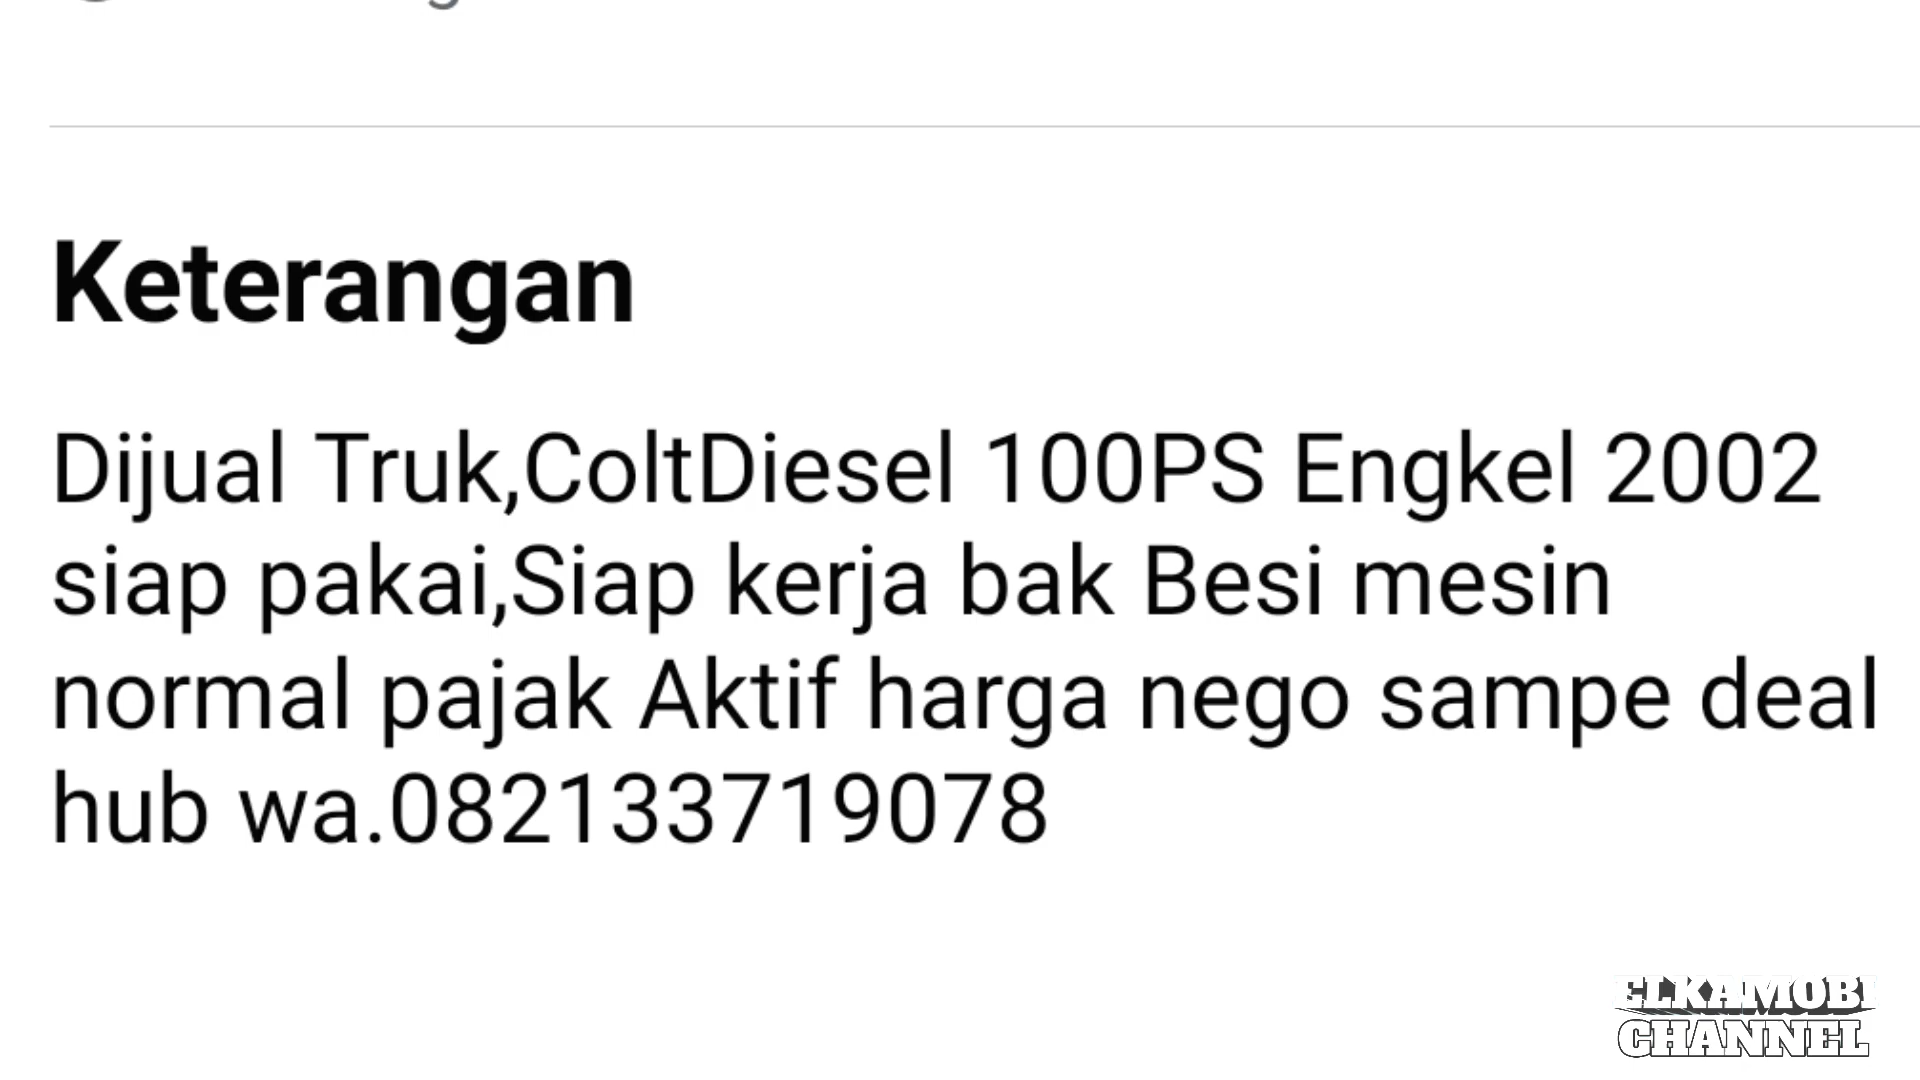 Keterangan
Dijual Truk,ColtDiesel 100PS Engkel 2002
siap pakai,Siap kerja bak Besi mesin
normal pajak Aktif harga nego sampe deal
hub wa.082133719078
ELKAMOBI
CHANNEL